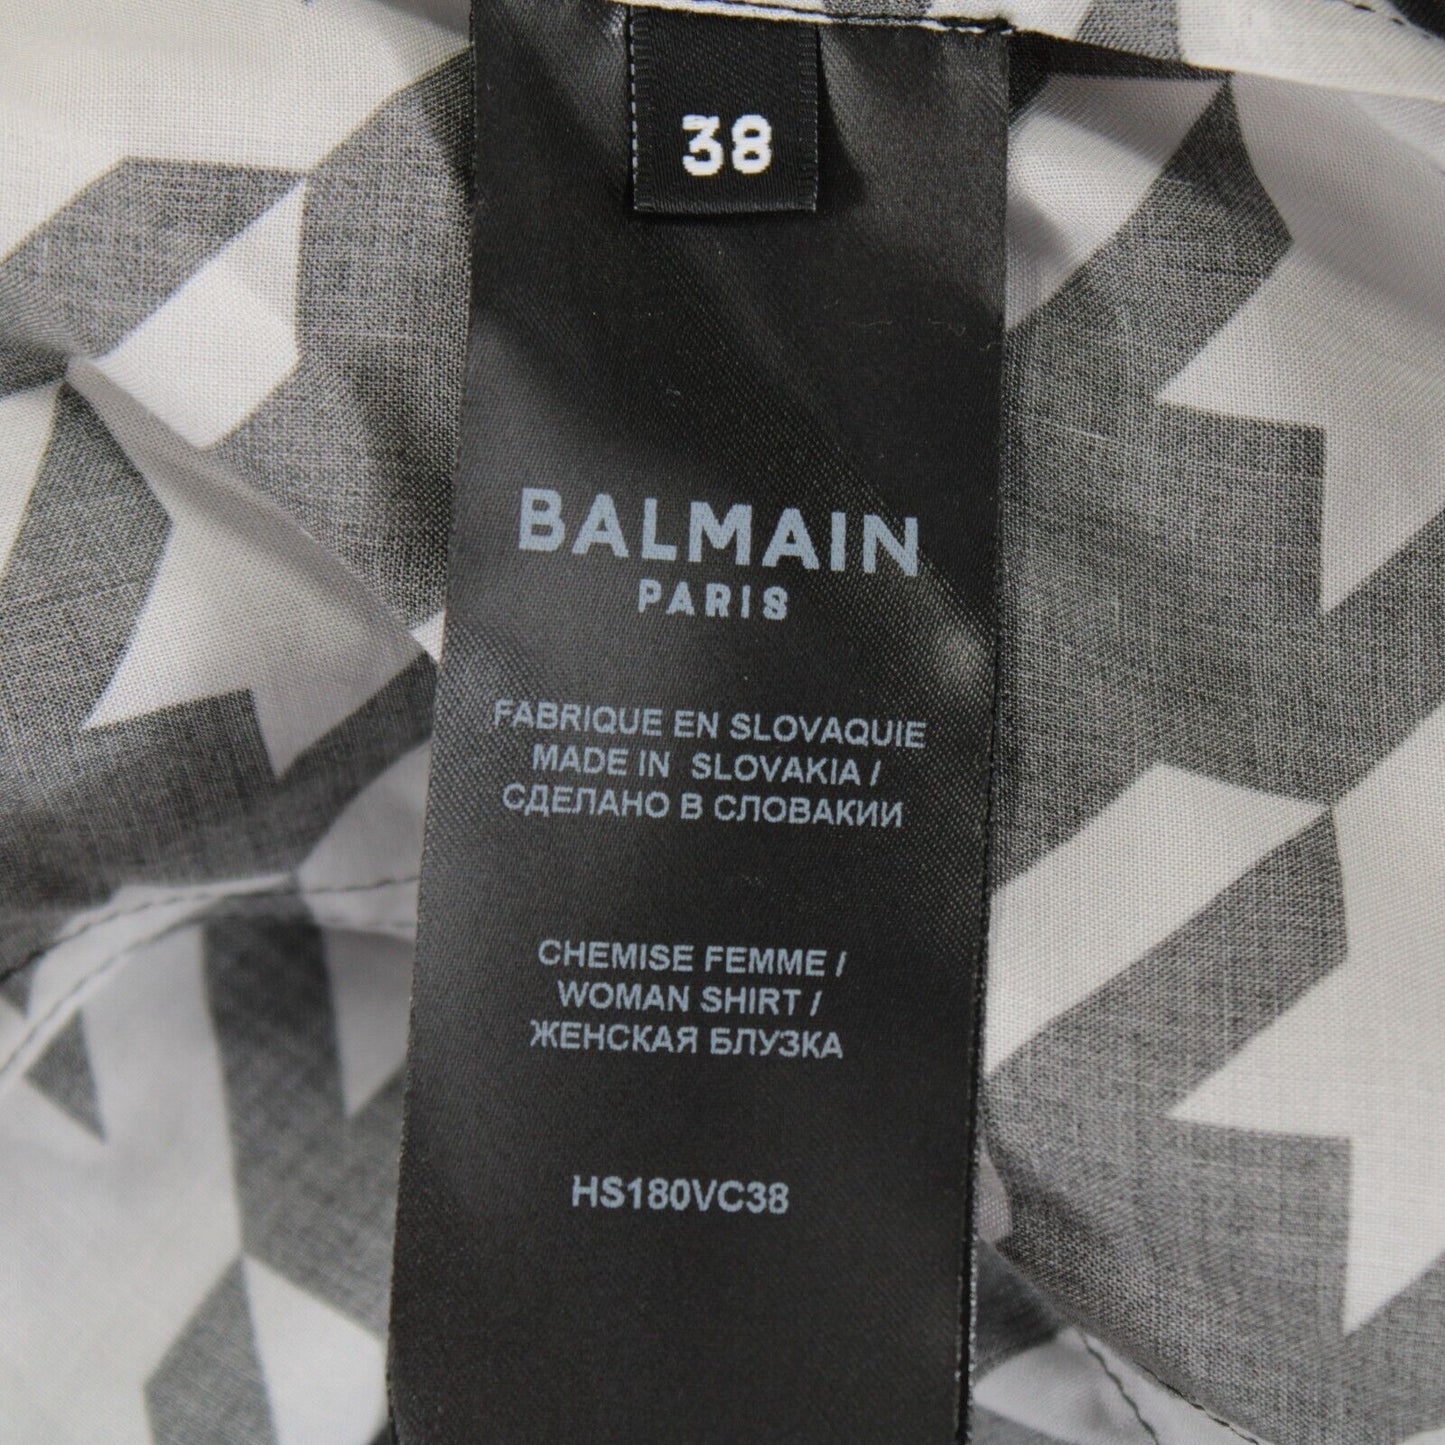 38
BALMAIN
PARIS
FABRIQUE EN SLOVAQUIE
MADE IN SLOVAKIA /
СДЕЛАНО В СЛОВАКИИ
CHEMISE FEMME /
WOMAN SHIRT /
ЖЕНСКАЯ БЛУЗКА
HS180VC38